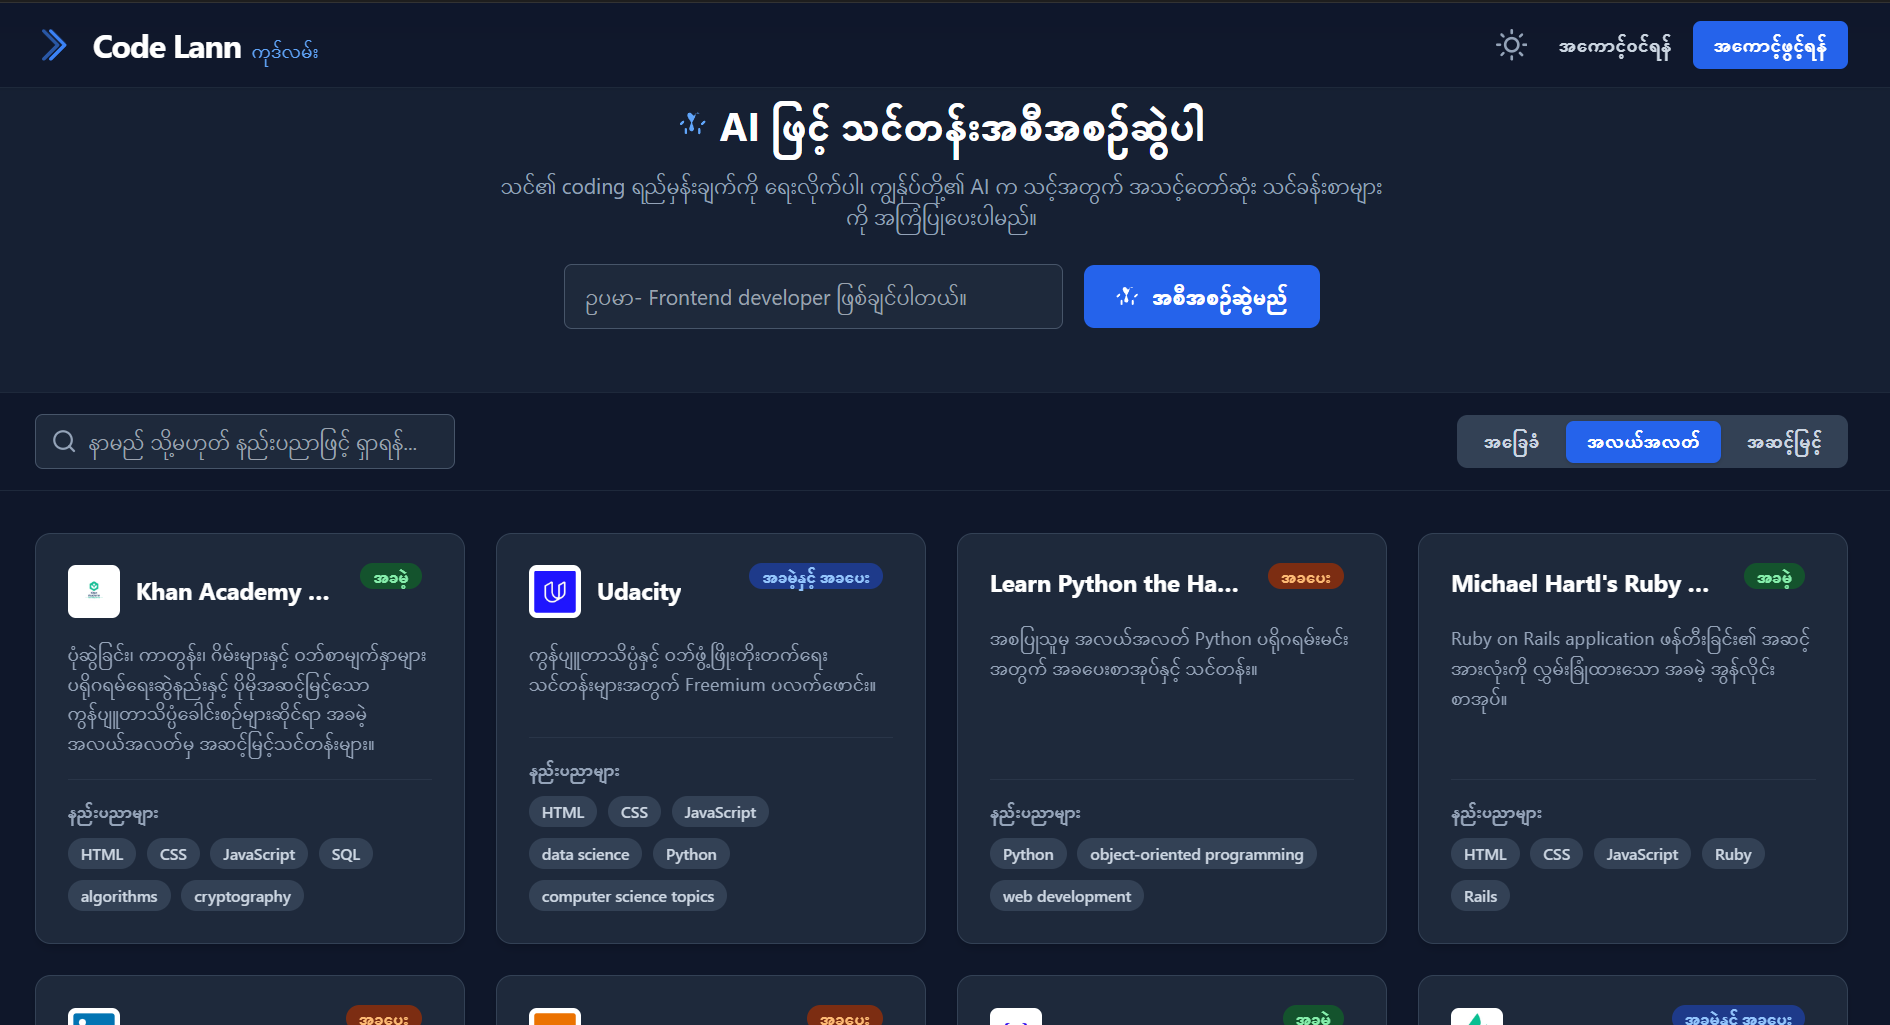 Code Lann ကုဒ်လမ်း
အကောင့်ဝင်ရန်
အကောင့်ဖွင့်ရန်
AI ဖြင့် သင်တန်းအစီအစဉ်ဆွဲပါ
သင်၏ coding ရည်မှန်းချက်ကို ရေးလိုက်ပါ၊ ကျွန်ုပ်တို့၏ AI က သင့်အတွက် အသင့်တော်ဆုံး သင်ခန်းစာများ
ကို အကြံပြုပေးပါမည်။
ဥပမာ- Frontend developer ဖြစ်ချင်ပါတယ်။
အစီအစဉ်ဆွဲမည်
နာမည် သို့မဟုတ် နည်းပညာဖြင့် ရှာရန်...
အခြေခံ
အလယ်အလတ်
အဆင့်မြင့်
Khan Academy ...
အခမဲ့
ပုံဆွဲခြင်း၊ ကာတွန်း၊ ဂိမ်းများနှင့် ဝဘ်စာမျက်နှာများ
ပရိုဂရမ်ရေးဆွဲနည်းနှင့် ပိုမိုအဆင့်မြင့်သော
ကွန်ပျူတာသိပ္ပံခေါင်းစဉ်များဆိုင်ရာ အခမဲ့
အလယ်အလတ်မှ အဆင့်မြင့်သင်တန်းများ။
နည်းပညာများ
HTML
CSS
JavaScript
SQL
algorithms
cryptography
Udacity
အခမဲ့နှင့် အခပေး
ကွန်ပျူတာသိပ္ပံနှင့် ဝဘ်ဖွံ့ဖြိုးတိုးတက်ရေး
သင်တန်းများအတွက် Freemium ပလက်ဖောင်း။
နည်းပညာများ
HTML
CSS
JavaScript
data science
Python
computer science topics
Learn Python the Ha...
အခပေး
အစပြုသူမှ အလယ်အလတ် Python ပရိုဂရမ်းမင်း
အတွက် အခပေးစာအုပ်နှင့် သင်တန်း။
နည်းပညာများ
Python
object-oriented programming
web development
Michael Hartl's Ruby ...
အခမဲ့
Ruby on Rails application ဖန်တီးခြင်း၏ အဆင့်
အားလုံးကို လွှမ်းခြုံထားသော အခမဲ့ အွန်လိုင်း
စာအုပ်။
နည်းပညာများ
HTML
CSS
JavaScript
Ruby
Rails
အခပေး
အခပေး
အခမဲ့
အခမဲ့နှင့် အခပေး